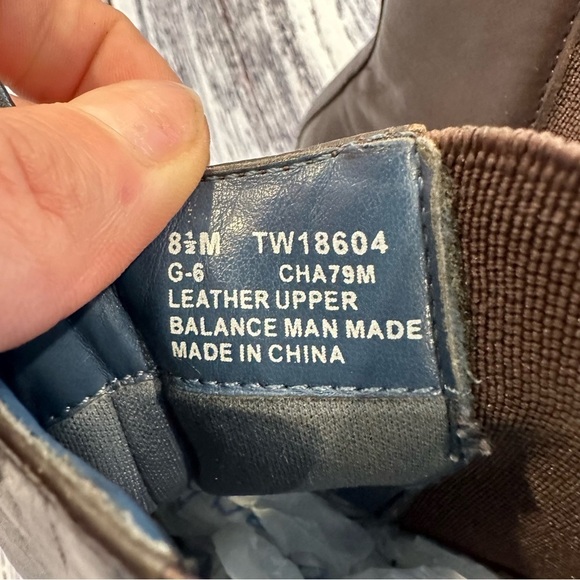 8½M TW18604
G-6 CHA79M
LEATHER UPPER
BALANCE MAN MADE
MADE IN CHINA